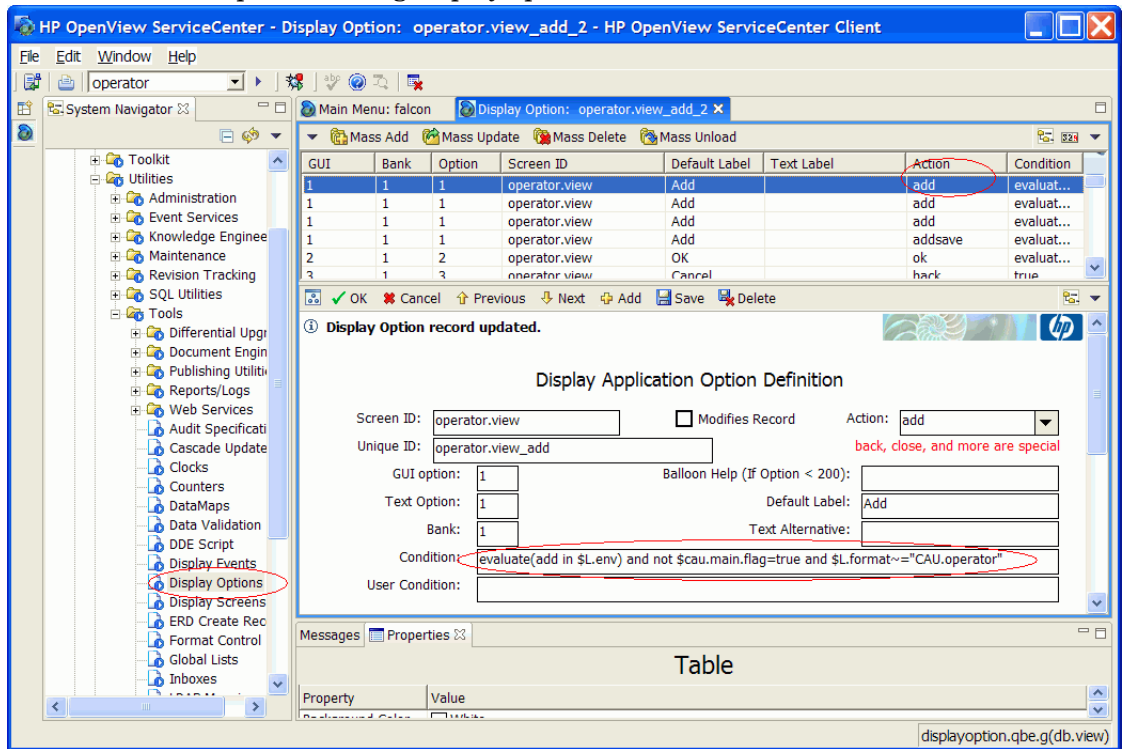 HP OpenView ServiceCenter - Display Option: operator.view_add_2 - HP OpenView ServiceCenter Client
File Edit Window Help
operator
System Navigator
Main Menu: falcon
Display Option: operator.view_add_2
Mass Add Mass Update Mass Delete Mass Unload
Toolkit
Utilities
Administration
Event Services
Knowledge Enginee
Maintenance
Revision Tracking
SQL Utilities
Tools
Differential Upgr
Document Engin
Publishing Utiliti
Reports/Logs
Web Services
Audit Specificati
Cascade Update
Clocks
Counters
DataMaps
Data Validation
DDE Script
Display Events
Display Options
Display Screens
ERD Create Rec
Format Control
Global Lists
Inboxes
GUI Bank Option Screen ID Default Label Text Label Action Condition
1 1 1 operator.view Add add evaluat...
1 1 1 operator.view Add add evaluat...
1 1 1 operator.view Add add evaluat...
1 1 1 operator.view Add addsave evaluat...
2 1 2 operator.view OK ok evaluat...
3 1 3 operator.view Cancel back true
OK Cancel Previous Next Add Save Delete
Display Option record updated.
hp
Display Application Option Definition
Screen ID: operator.view Modifies Record Action: add
Unique ID: operator.view_add back, close, and more are special
GUI option: 1 Balloon Help (If Option < 200):
Text Option: 1 Default Label: Add
Bank: 1 Text Alternative:
Condition: evaluate(add in $L.env) and not $cau.main.flag=true and $L.format~="CAU.operator"
User Condition:
Messages Properties
Table
Property Value
displayoption.qbe.g(db.view)